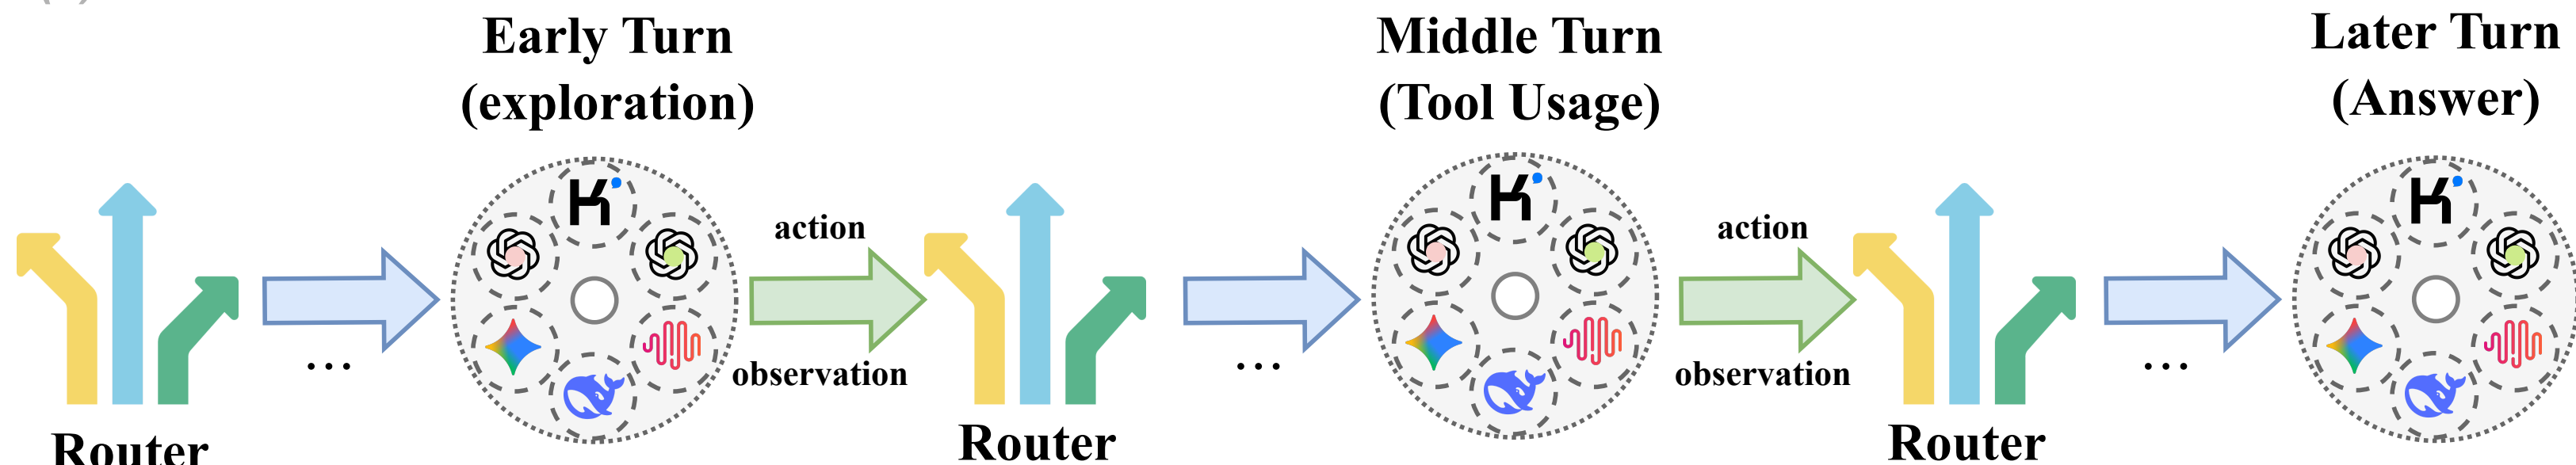 Early Turn
(exploration)
Middle Turn
(Tool Usage)
Later Turn
(Answer)
action
observation
action
observation
...
...
...
Router
Router
Router